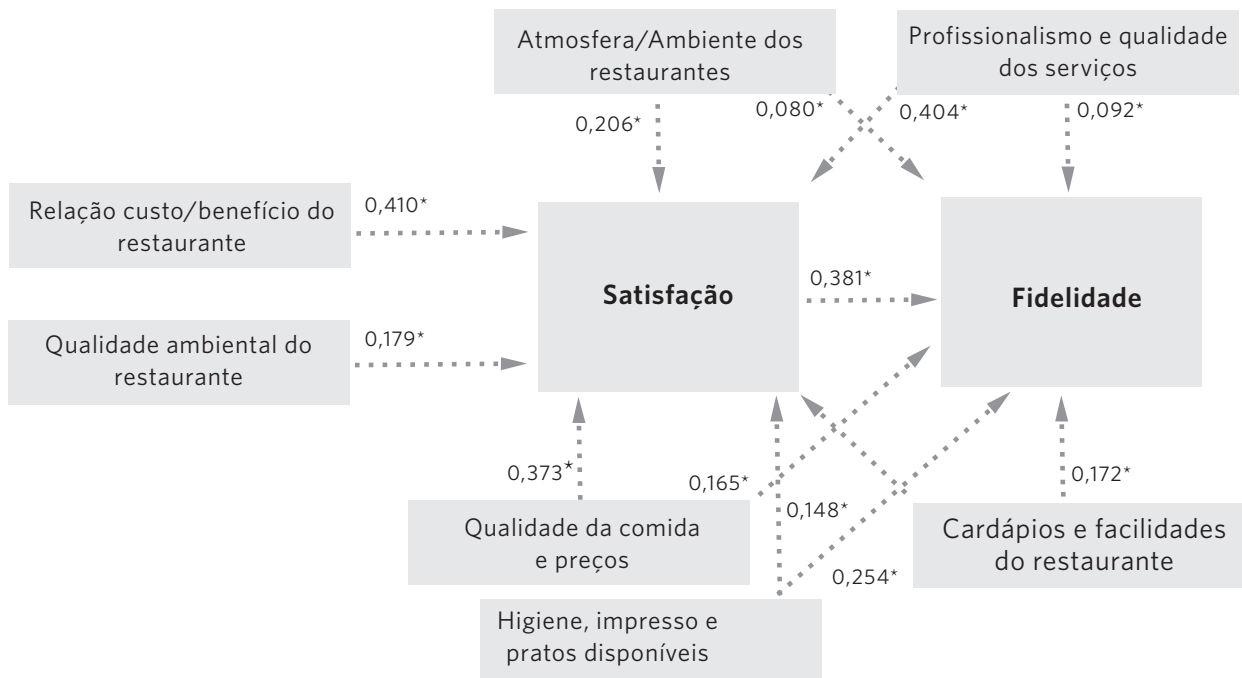 Atmosfera/Ambiente dos
restaurantes
Profissionalismo e qualidade
dos serviços
0,206*
0,080*
0,404*
0,092*
Relação custo/benefício do
restaurante
0,410*
Satisfação
0,381*
Fidelidade
Qualidade ambiental do
restaurante
0,179*
0,373*
0,165*
0,148*
0,172*
Qualidade da comida
e preços
0,254*
Cardápios e facilidades
do restaurante
Higiene, impresso e
pratos disponíveis